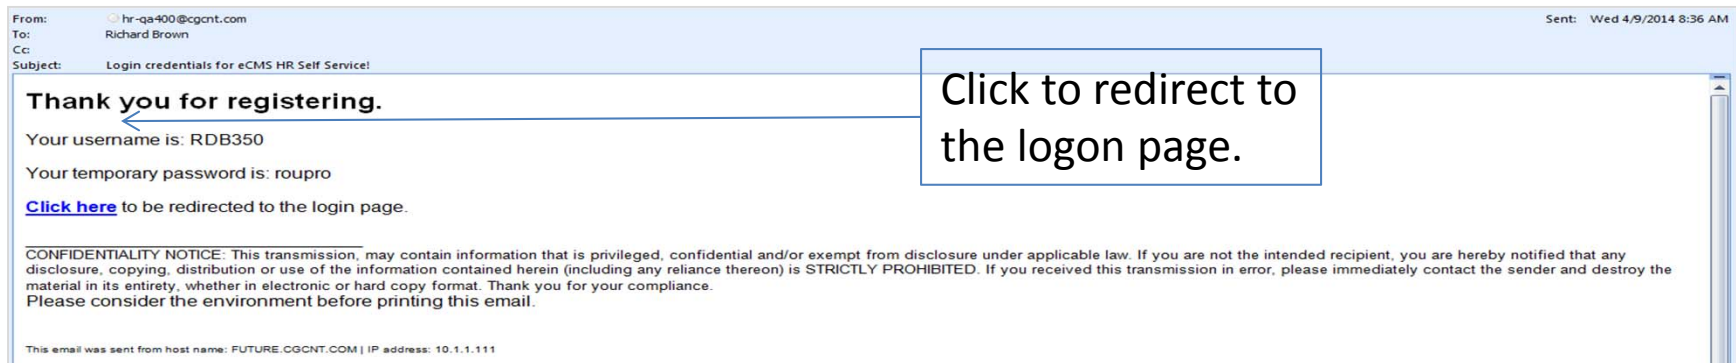 From: hr-qa400@cgcnt.com Sent: Wed 4/9/2014 8:36 AM
To: Richard Brown
Cc:
Subject: Login credentials for eCMS HR Self Service!
Click to redirect to
the logon page.
Thank you for registering.
Your username is: RDB350
Your temporary password is: roupro
Click here to be redirected to the login page.
CONFIDENTIALITY NOTICE: This transmission, may contain information that is privileged, confidential and/or exempt from disclosure under applicable law. If you are not the intended recipient, you are hereby notified that any
disclosure, copying, distribution or use of the information contained herein (including any reliance thereon) is STRICTLY PROHIBITED. If you received this transmission in error, please immediately contact the sender and destroy the
material in its entirety, whether in electronic or hard copy format. Thank you for your compliance.
Please consider the environment before printing this email.
This email was sent from host name: FUTURE.CGCNT.COM | IP address: 10.1.1.111